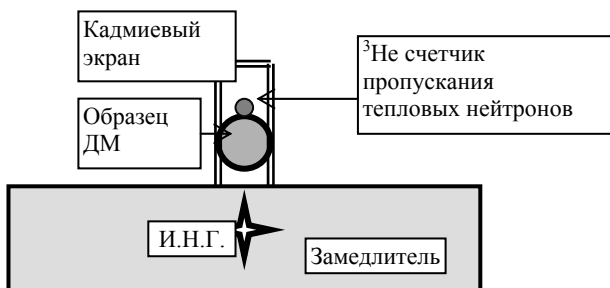 Кадмиевый
экран
³Не счетчик
пропускания
тепловых нейтронов
Образец
ДМ
И.Н.Г.
Замедлитель